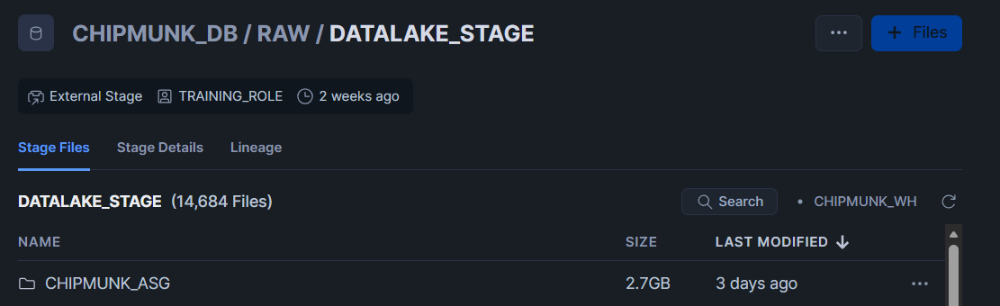 CHIPMUNK_DB / RAW / DATALAKE_STAGE
+ Files
External Stage TRAINING_ROLE 2 weeks ago
Stage Files Stage Details Lineage
DATALAKE_STAGE (14,684 Files) Search • CHIPMUNK_WH
NAME SIZE LAST MODIFIED
CHIPMUNK_ASG 2.7GB 3 days ago